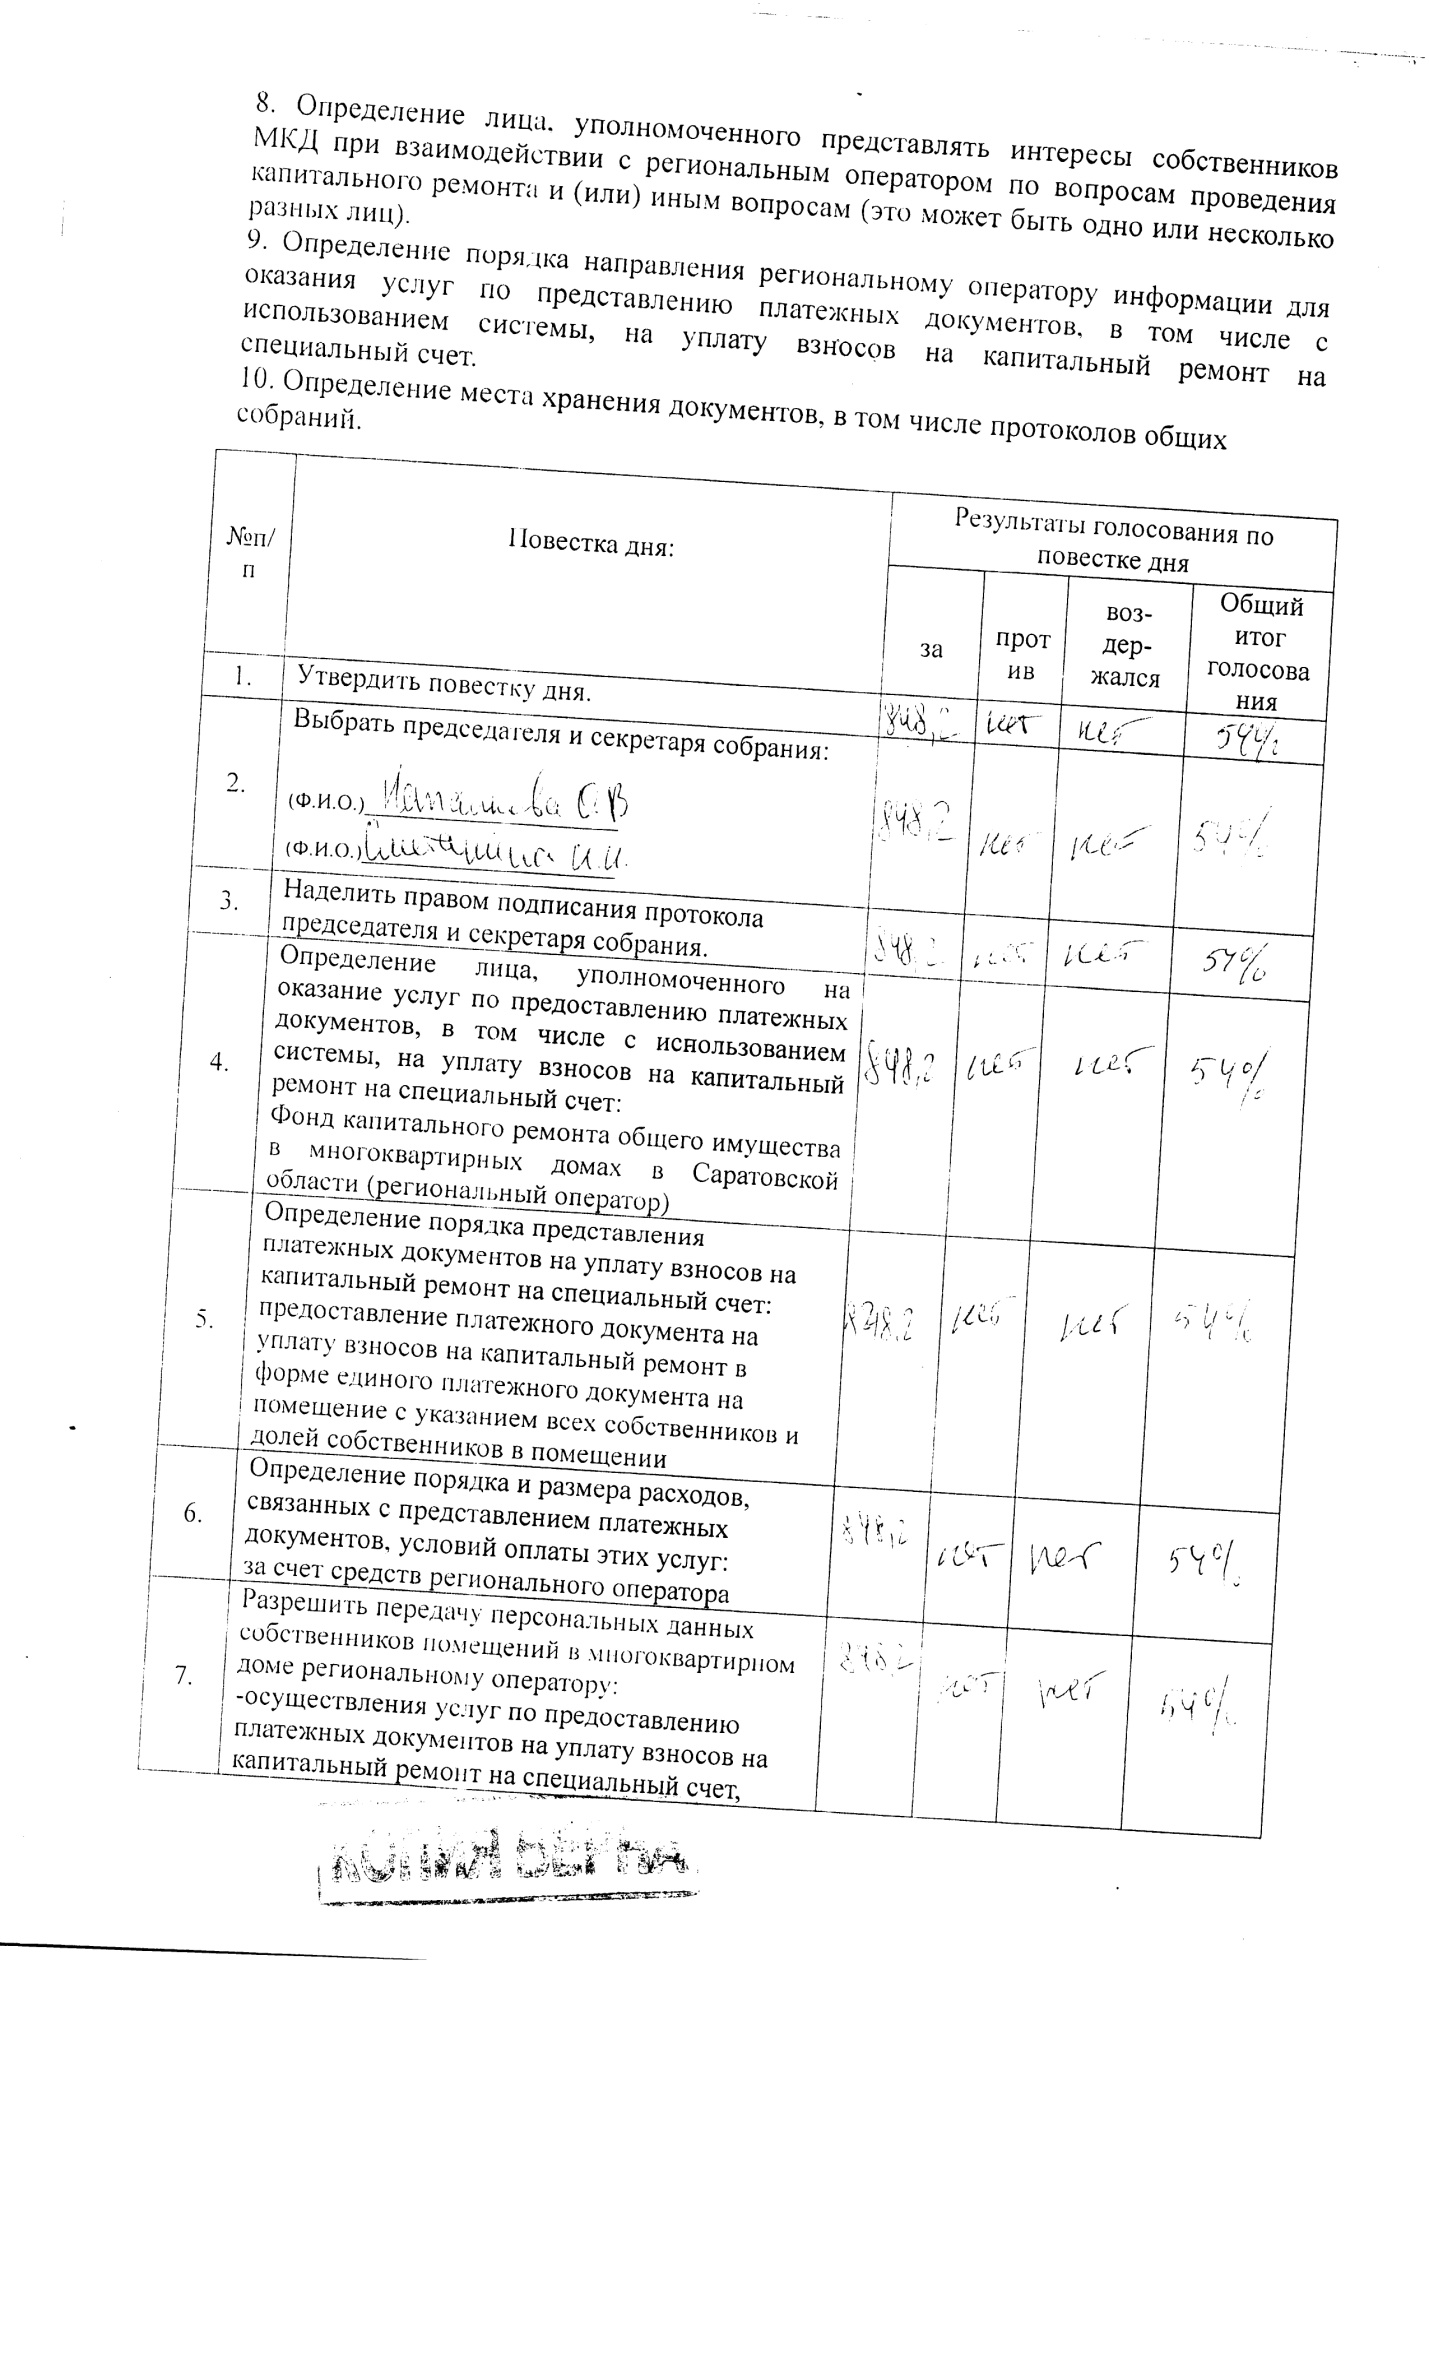 8. Определение лица. уполномоченного представлять интересы собственников
МКД при взаимодействии с региональным оператором по вопросам проведения
капитального ремонта и (или) иным вопросам (это может быть одно или несколько
разных лиц).
9. Определение порядка направления региональному оператору информации для
оказания услуг по представлению платежных документов, в том числе с
использованием системы, на уплату взносов на капитальный ремонт на
специальный счет.
10. Определение места хранения документов, в том числе протоколов общих
собраний.
№п/
п
Повестка дня:
Результаты голосования по
повестке дня
за
прот
ив
воз-
дер-
жался
Общий
итог
голосова
ния
1.
Утвердить повестку дня.
848,2 нет нет 54%
2.
Выбрать председателя и секретаря собрания:
(Ф.И.О.) О.В
(Ф.И.О.) И.И.
848,2 нет нет 54%
3.
Наделить правом подписания протокола
председателя и секретаря собрания.
848,2 нет нет 54%
4.
Определение лица, уполномоченного на
оказание услуг по предоставлению платежных
документов, в том числе с использованием
системы, на уплату взносов на капитальный
ремонт на специальный счет:
Фонд капитального ремонта общего имущества
в многоквартирных домах в Саратовской
области (региональный оператор)
848,2 нет нет 54%
5.
Определение порядка представления
платежных документов на уплату взносов на
капитальный ремонт на специальный счет:
предоставление платежного документа на
уплату взносов на капитальный ремонт в
форме единого платежного документа на
помещение с указанием всех собственников и
долей собственников в помещении
848,2 нет нет 54%
6.
Определение порядка и размера расходов,
связанных с представлением платежных
документов, условий оплаты этих услуг:
за счет средств регионального оператора
848,2 нет нет 54%
7.
Разрешить передачу персональных данных
собственников помещений в многоквартирном
доме региональному оператору:
-осуществления услуг по предоставлению
платежных документов на уплату взносов на
капитальный ремонт на специальный счет,
848,2 нет нет 54%
КОПИЯ ВЕРНА